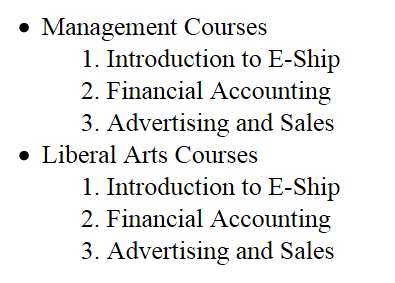 • Management Courses
1. Introduction to E-Ship
2. Financial Accounting
3. Advertising and Sales
• Liberal Arts Courses
1. Introduction to E-Ship
2. Financial Accounting
3. Advertising and Sales